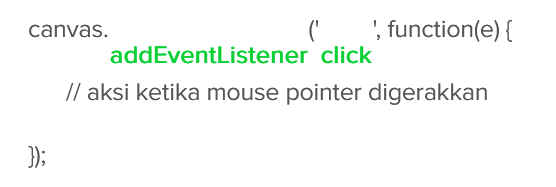 canvas. (' ', function(e) {
addEventListener click
// aksi ketika mouse pointer digerakkan
});